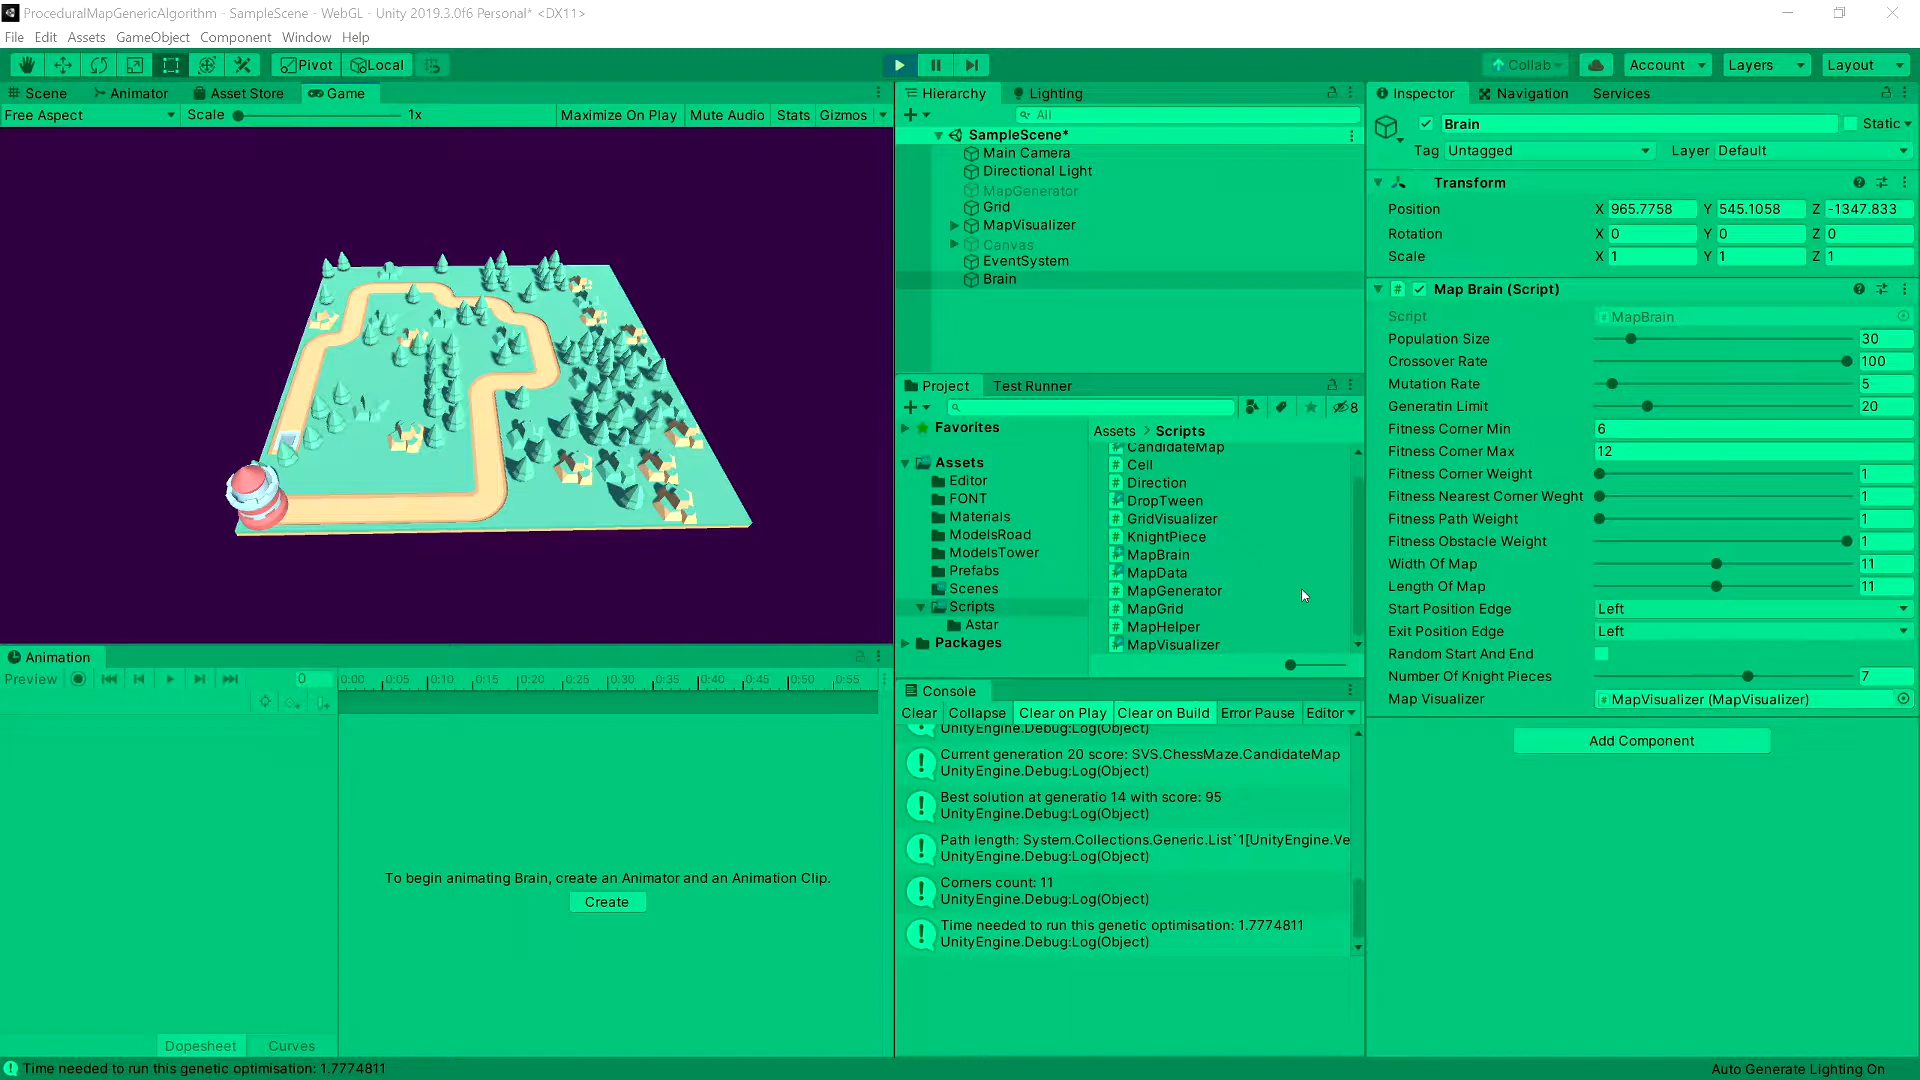 ProceduralMapGenericAlgorithm - SampleScene - WebGL - Unity 2019.3.0f6 Personal* <DX11>
File Edit Assets GameObject Component Window Help
Pivot Local Collab Account Layers Layout
Scene Animator Asset Store Game
Free Aspect Scale 1x Maximize On Play Mute Audio Stats Gizmos
Hierarchy Lighting
All
SampleScene*
Main Camera
Directional Light
MapGenerator
Grid
MapVisualizer
Canvas
EventSystem
Brain
Project Test Runner
8
Favorites
Assets
Editor
FONT
Materials
ModelsRoad
ModelsTower
Prefabs
Scenes
Scripts
Astar
Packages
Assets > Scripts
CandidateMap
Cell
Direction
DropTween
GridVisualizer
KnightPiece
MapBrain
MapData
MapGenerator
MapGrid
MapHelper
MapVisualizer
Console
Clear Collapse Clear on Play Clear on Build Error Pause Editor
UnityEngine.Debug:Log(Object)
Current generation 20 score: SVS.ChessMaze.CandidateMap
UnityEngine.Debug:Log(Object)
Best solution at generatio 14 with score: 95
UnityEngine.Debug:Log(Object)
Path length: System.Collections.Generic.List`1[UnityEngine.Ve
UnityEngine.Debug:Log(Object)
Corners count: 11
UnityEngine.Debug:Log(Object)
Time needed to run this genetic optimisation: 1.7774811
UnityEngine.Debug:Log(Object)
Inspector Navigation Services
Brain Static
Tag Untagged Layer Default
Transform
Position X 965.7758 Y 545.1058 Z -1347.833
Rotation X 0 Y 0 Z 0
Scale X 1 Y 1 Z 1
# Map Brain (Script)
Script MapBrain
Population Size 30
Crossover Rate 100
Mutation Rate 5
Generatin Limit 20
Fitness Corner Min 6
Fitness Corner Max 12
Fitness Corner Weight 1
Fitness Nearest Corner Weght 1
Fitness Path Weight 1
Fitness Obstacle Weight 1
Width Of Map 11
Length Of Map 11
Start Position Edge Left
Exit Position Edge Left
Random Start And End
Number Of Knight Pieces 7
Map Visualizer MapVisualizer (MapVisualizer)
Add Component
Animation
Preview 0 0:00 0:05 0:10 0:15 0:20 0:25 0:30 0:35 0:40 0:45 0:50 0:55
To begin animating Brain, create an Animator and an Animation Clip.
Create
Dopesheet Curves
Time needed to run this genetic optimisation: 1.7774811
Auto Generate Lighting On